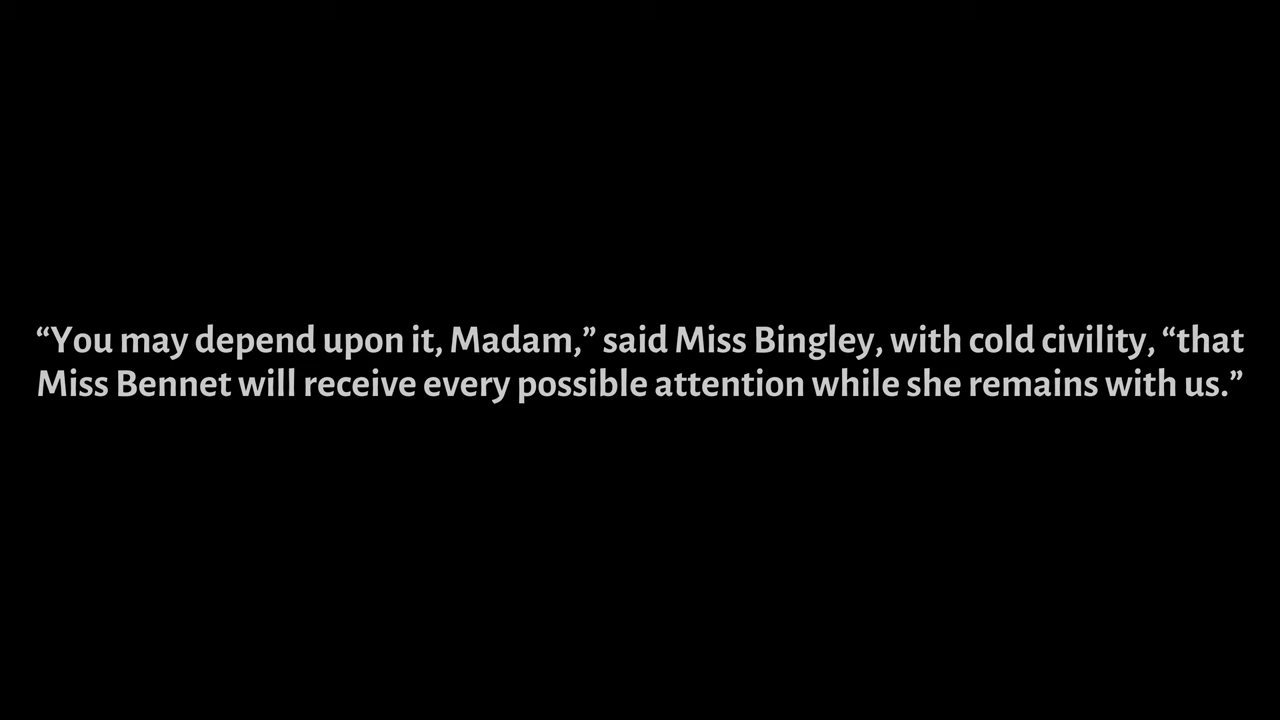 “You may depend upon it, Madam,” said Miss Bingley, with cold civility, “that
Miss Bennet will receive every possible attention while she remains with us.”